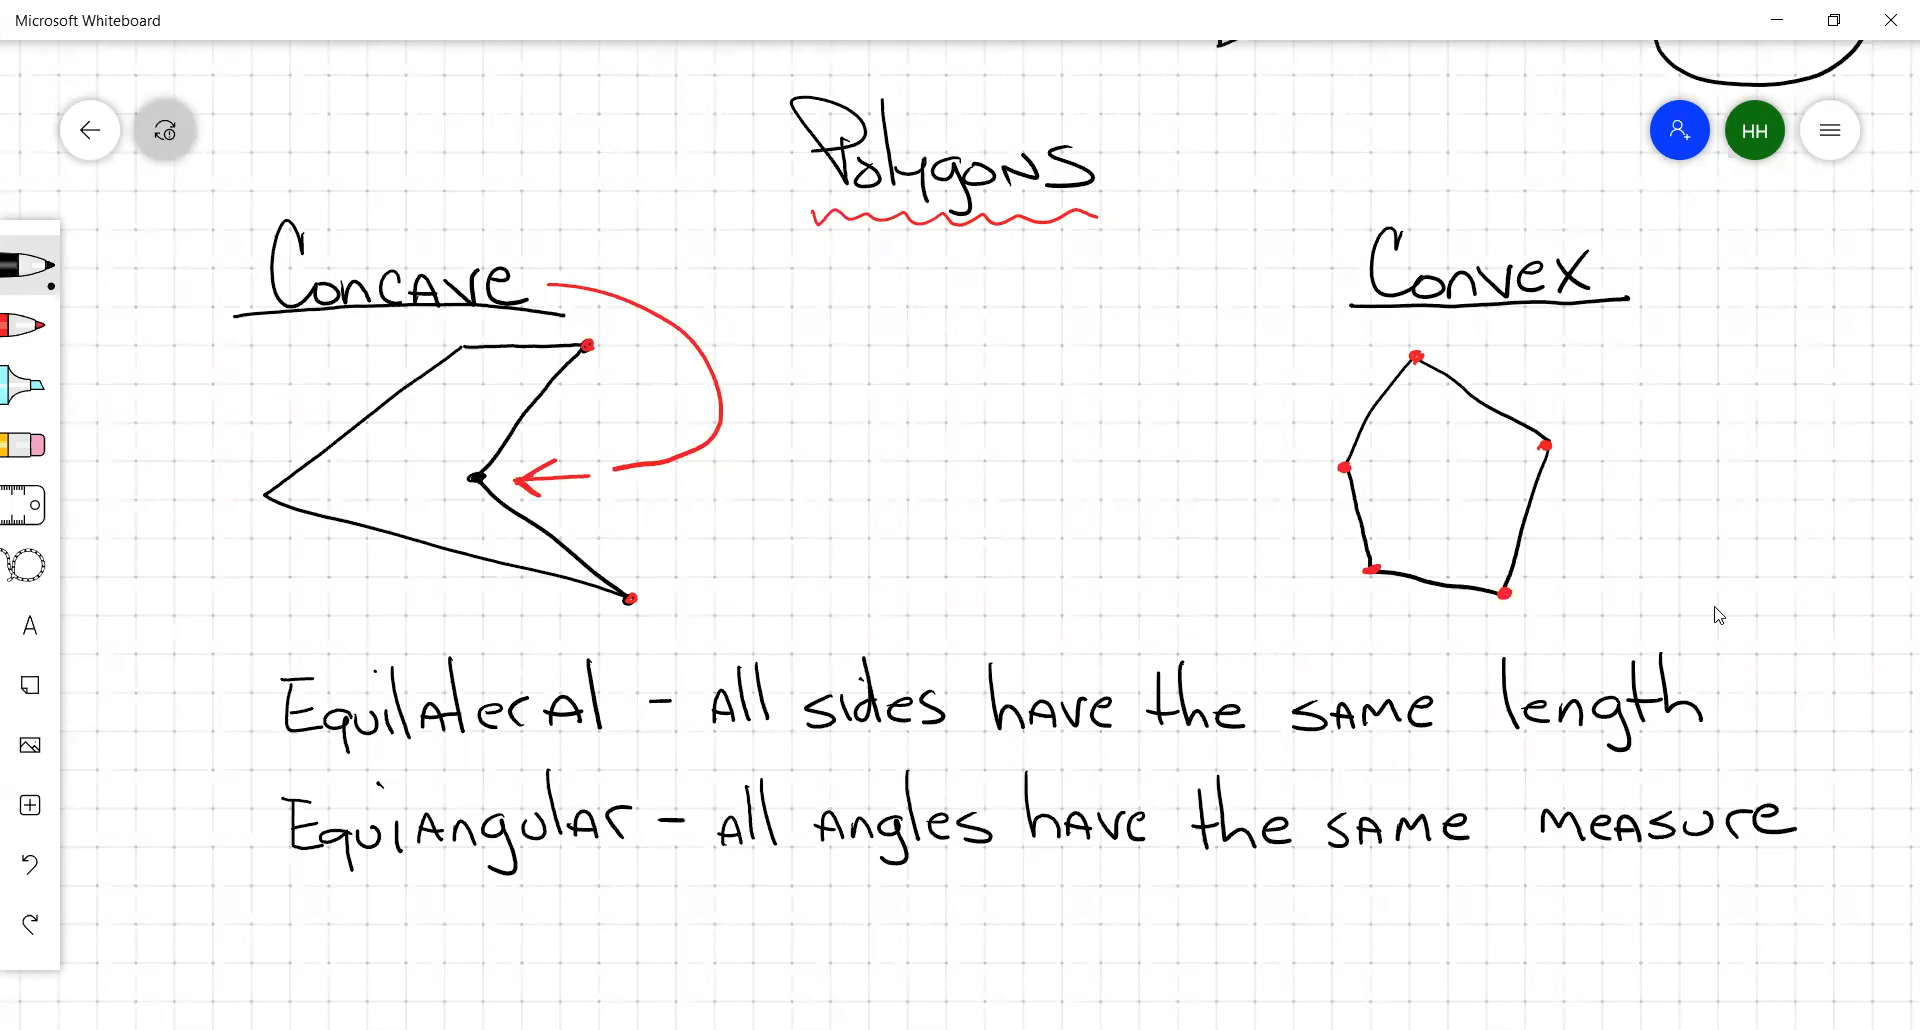 Microsoft Whiteboard
HH
Polygons
Concave
Convex
A
Equilateral - all sides have the same length
Equiangular - all angles have the same measure